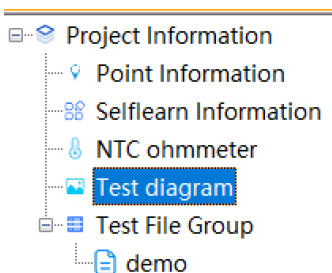 Project Information
Point Information
Selflearn Information
NTC ohmmeter
Test diagram
Test File Group
demo